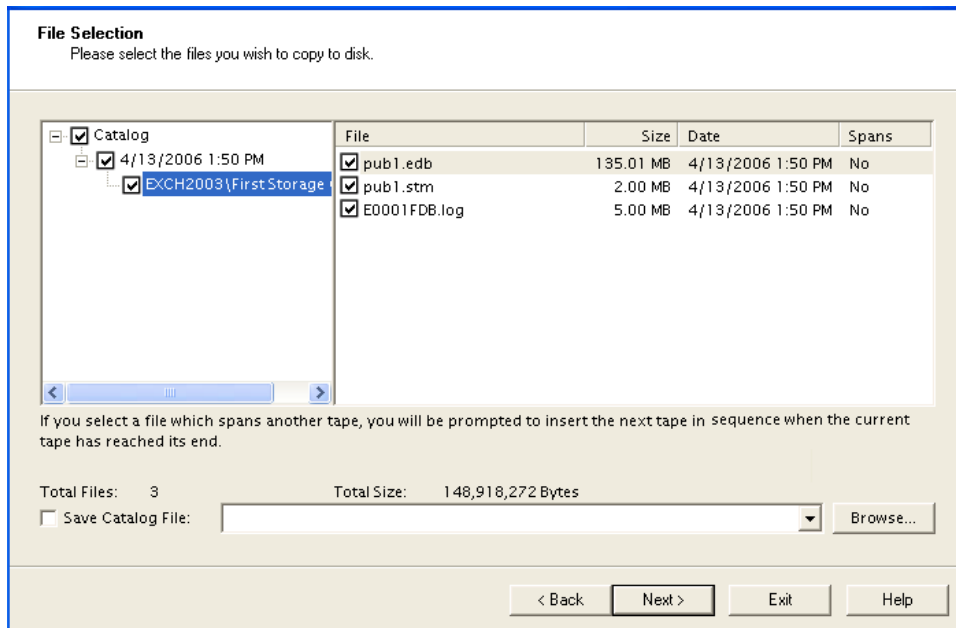 File Selection
Please select the files you wish to copy to disk.
Catalog
4/13/2006 1:50 PM
EXCH2003\First Storage
File Size Date Spans
pub1.edb 135.01 MB 4/13/2006 1:50 PM No
pub1.stm 2.00 MB 4/13/2006 1:50 PM No
E0001FDB.log 5.00 MB 4/13/2006 1:50 PM No
If you select a file which spans another tape, you will be prompted to insert the next tape in sequence when the current
tape has reached its end.
Total Files: 3 Total Size: 148,918,272 Bytes
Save Catalog File: Browse...
< Back Next > Exit Help